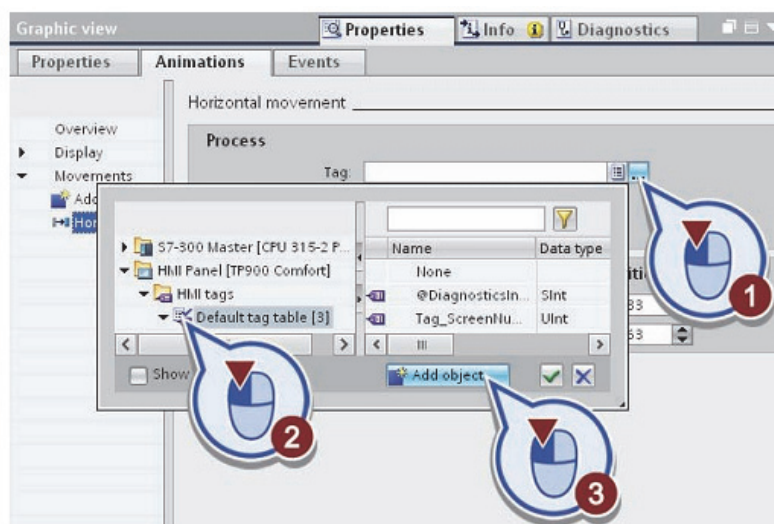 Graphic view
Properties
Info
Diagnostics
Properties
Animations
Events
Horizontal movement
Overview
Display
Movements
Process
Tag:
S7-300 Master [CPU 315-2 P...
HMI Panel [TP900 Comfort]
HMI tags
Default tag table [3]
Name Data type
None
@DiagnosticsIn... SInt
Tag_ScreenNu... UInt
Show
Add object
1
2
3